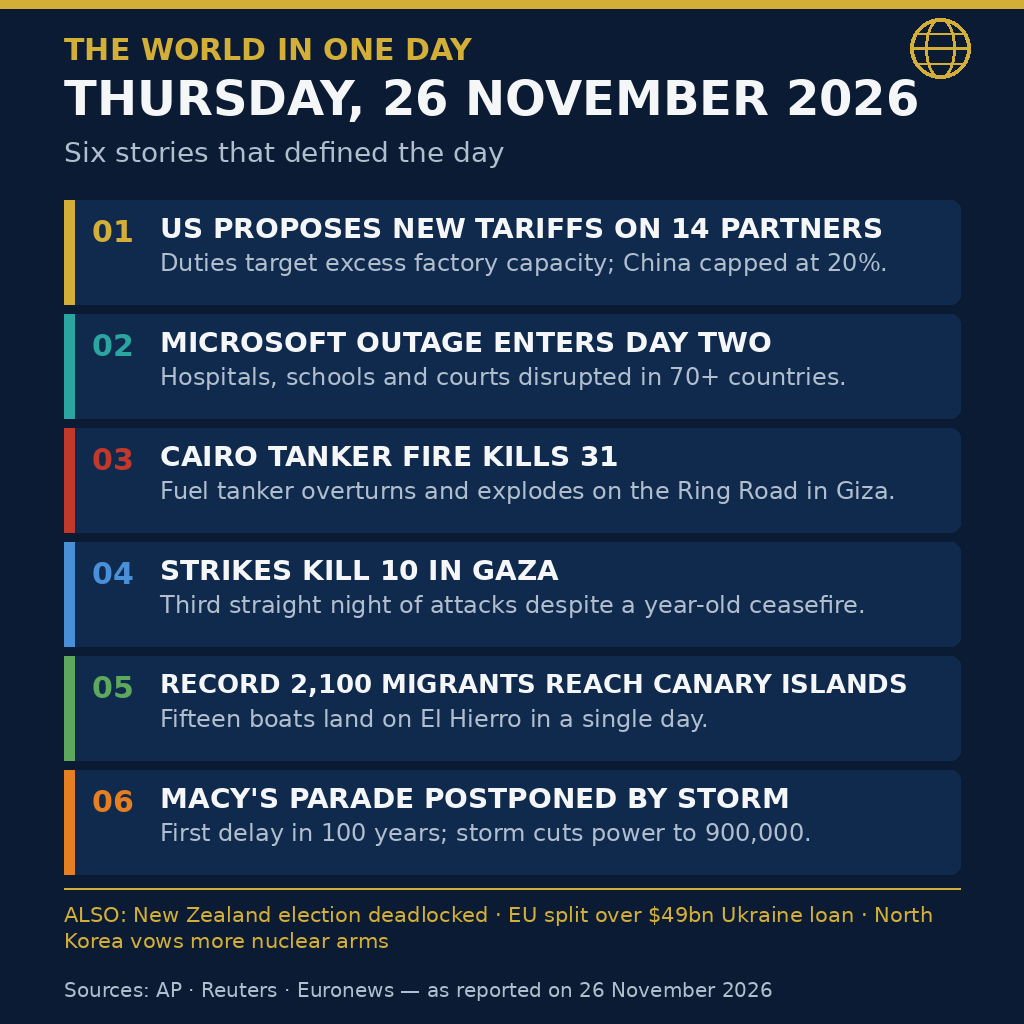 THE WORLD IN ONE DAY
THURSDAY, 26 NOVEMBER 2026
Six stories that defined the day
01 US PROPOSES NEW TARIFFS ON 14 PARTNERS
Duties target excess factory capacity; China capped at 20%.
02 MICROSOFT OUTAGE ENTERS DAY TWO
Hospitals, schools and courts disrupted in 70+ countries.
03 CAIRO TANKER FIRE KILLS 31
Fuel tanker overturns and explodes on the Ring Road in Giza.
04 STRIKES KILL 10 IN GAZA
Third straight night of attacks despite a year-old ceasefire.
05 RECORD 2,100 MIGRANTS REACH CANARY ISLANDS
Fifteen boats land on El Hierro in a single day.
06 MACY'S PARADE POSTPONED BY STORM
First delay in 100 years; storm cuts power to 900,000.
ALSO: New Zealand election deadlocked · EU split over $49bn Ukraine loan · North
Korea vows more nuclear arms
Sources: AP · Reuters · Euronews — as reported on 26 November 2026